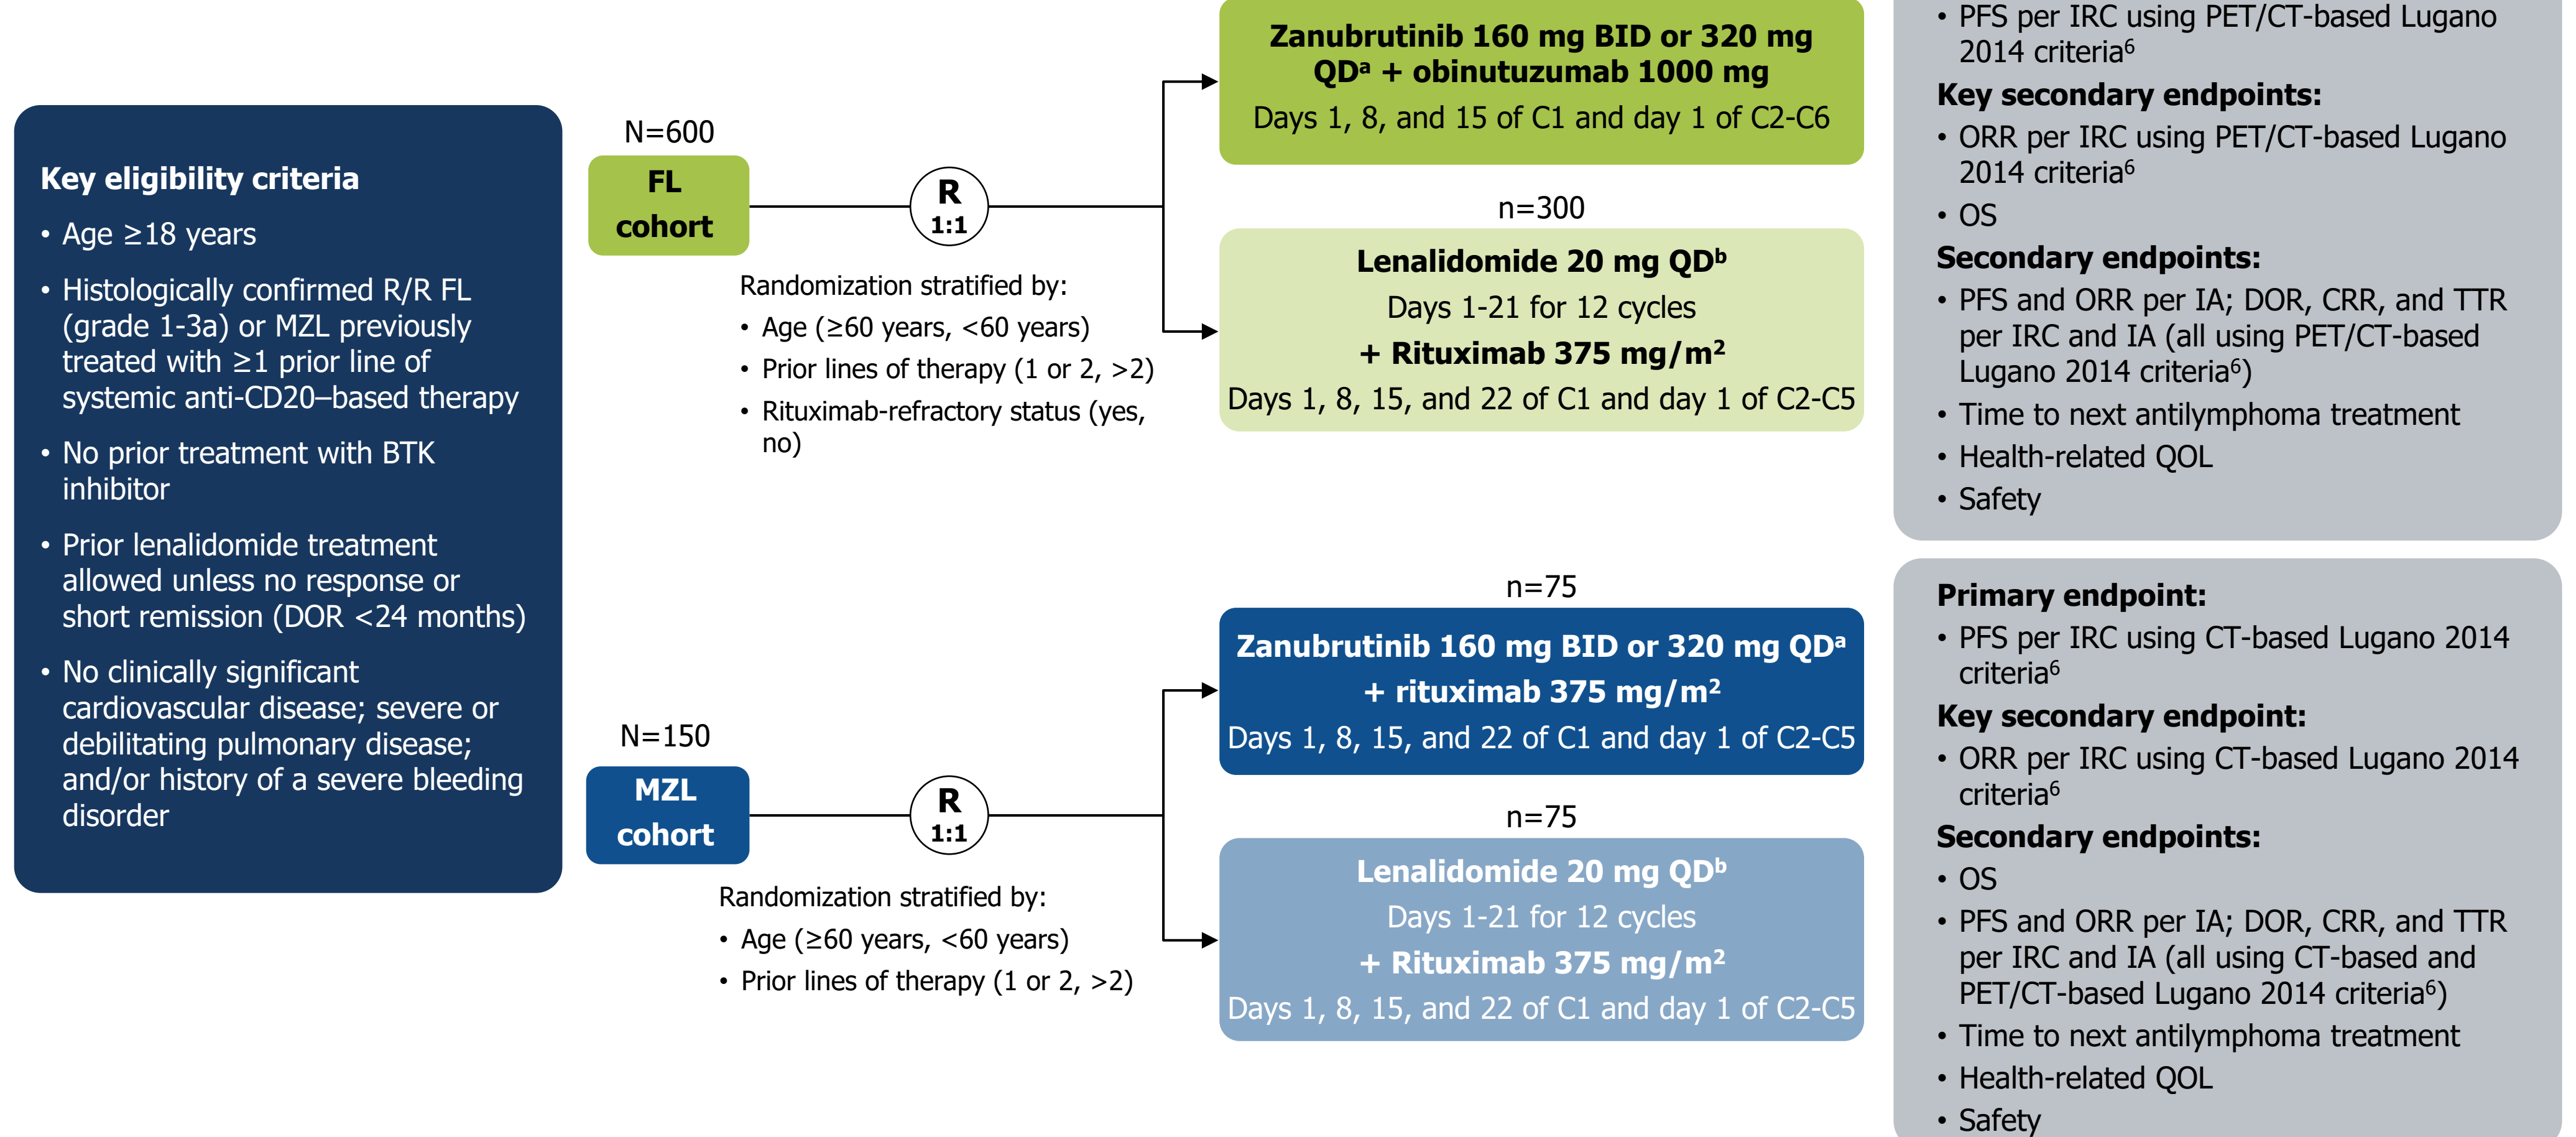 Key eligibility criteria
• Age ≥18 years
• Histologically confirmed R/R FL
(grade 1-3a) or MZL previously
treated with ≥1 prior line of
systemic anti-CD20–based therapy
• No prior treatment with BTK
inhibitor
• Prior lenalidomide treatment
allowed unless no response or
short remission (DOR <24 months)
• No clinically significant
cardiovascular disease; severe or
debilitating pulmonary disease;
and/or history of a severe bleeding
disorder
N=600
FL
cohort
R
1:1
Randomization stratified by:
• Age (≥60 years, <60 years)
• Prior lines of therapy (1 or 2, >2)
• Rituximab-refractory status (yes,
no)
Zanubrutinib 160 mg BID or 320 mg
QDᵃ + obinutuzumab 1000 mg
Days 1, 8, and 15 of C1 and day 1 of C2-C6
n=300
Lenalidomide 20 mg QDᵇ
Days 1-21 for 12 cycles
+ Rituximab 375 mg/m²
Days 1, 8, 15, and 22 of C1 and day 1 of C2-C5
• PFS per IRC using PET/CT-based Lugano
2014 criteria⁶
Key secondary endpoints:
• ORR per IRC using PET/CT-based Lugano
2014 criteria⁶
• OS
Secondary endpoints:
• PFS and ORR per IA; DOR, CRR, and TTR
per IRC and IA (all using PET/CT-based
Lugano 2014 criteria⁶)
• Time to next antilymphoma treatment
• Health-related QOL
• Safety
N=150
MZL
cohort
R
1:1
Randomization stratified by:
• Age (≥60 years, <60 years)
• Prior lines of therapy (1 or 2, >2)
n=75
Zanubrutinib 160 mg BID or 320 mg QDᵃ
+ rituximab 375 mg/m²
Days 1, 8, 15, and 22 of C1 and day 1 of C2-C5
n=75
Lenalidomide 20 mg QDᵇ
Days 1-21 for 12 cycles
+ Rituximab 375 mg/m²
Days 1, 8, 15, and 22 of C1 and day 1 of C2-C5
Primary endpoint:
• PFS per IRC using CT-based Lugano 2014
criteria⁶
Key secondary endpoint:
• ORR per IRC using CT-based Lugano 2014
criteria⁶
Secondary endpoints:
• OS
• PFS and ORR per IA; DOR, CRR, and TTR
per IRC and IA (all using CT-based and
PET/CT-based Lugano 2014 criteria⁶)
• Time to next antilymphoma treatment
• Health-related QOL
• Safety